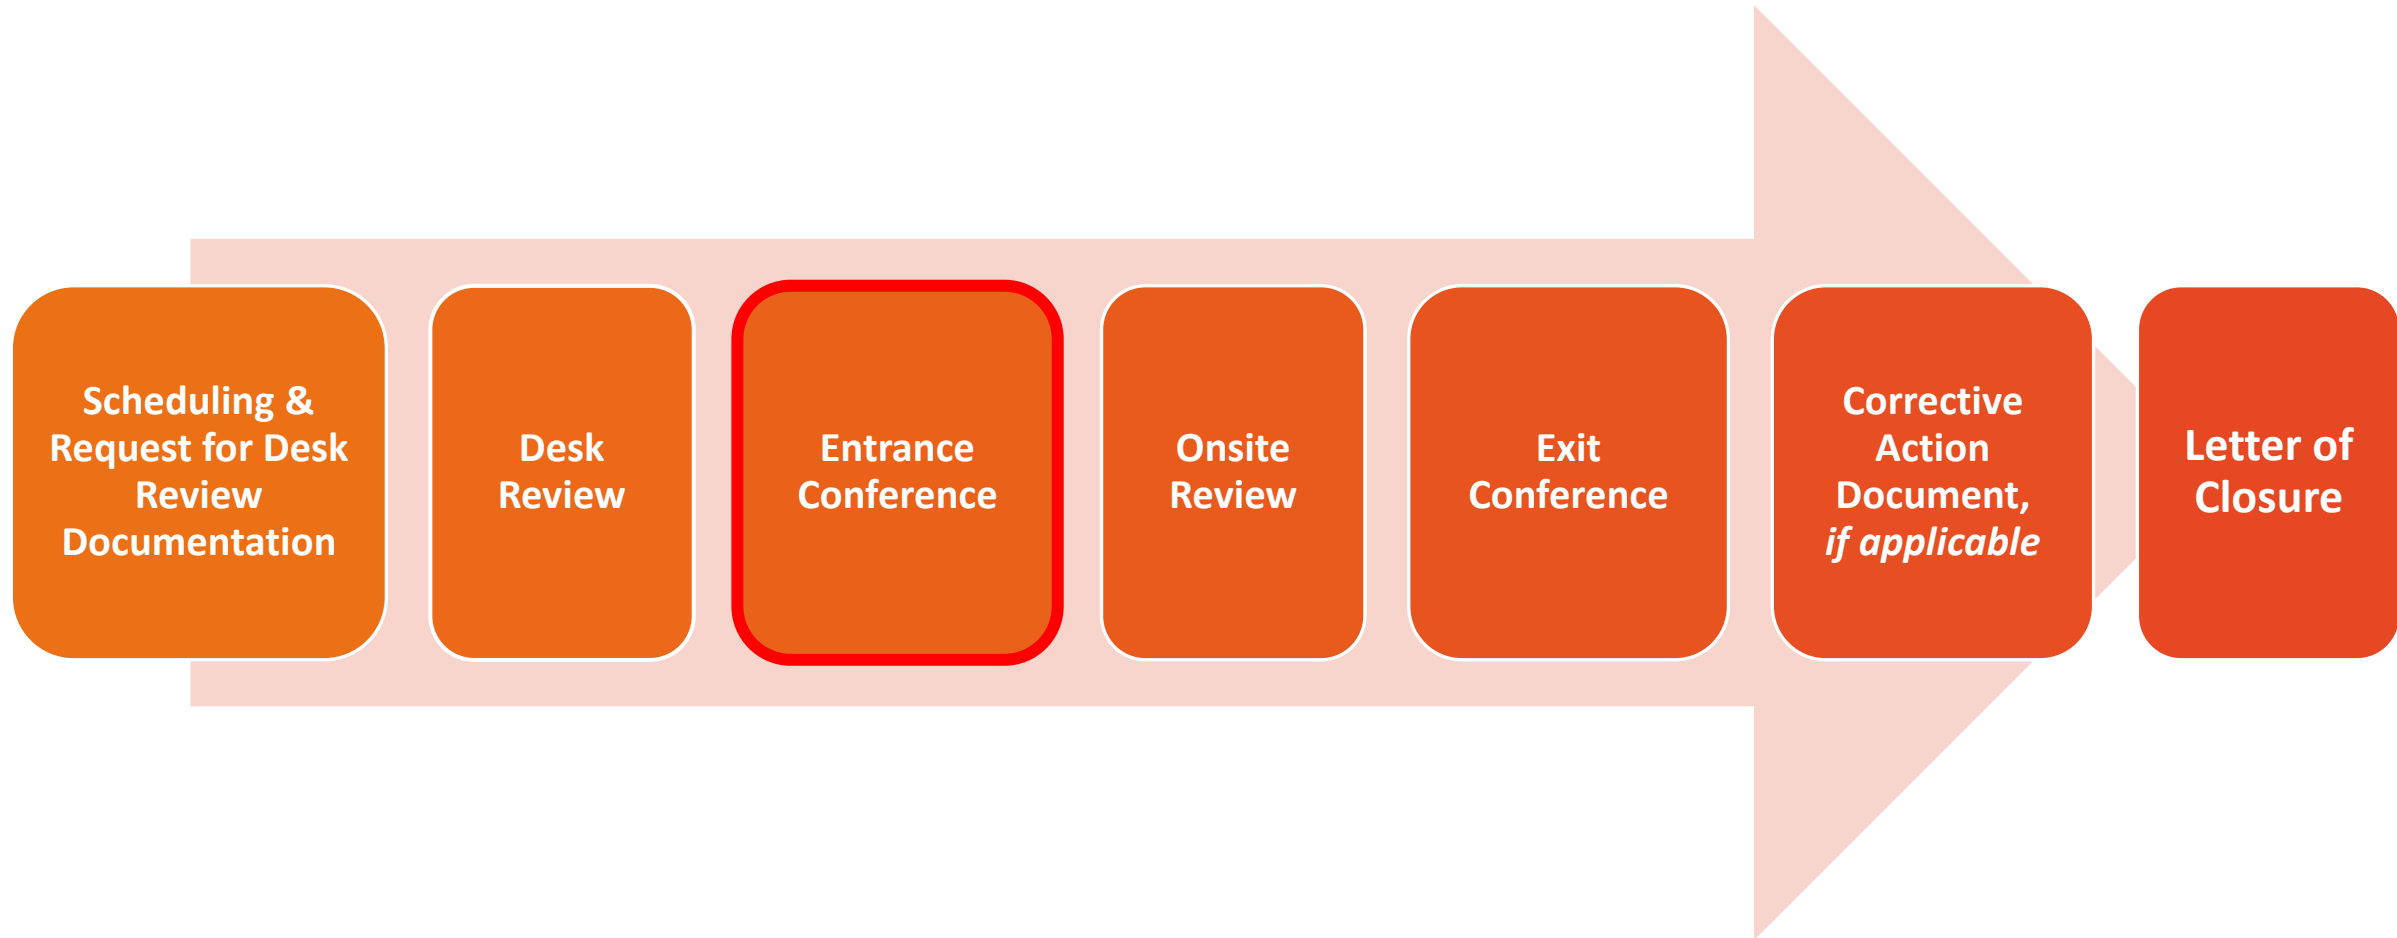 Scheduling &
Request for Desk
Review
Documentation
Desk
Review
Entrance
Conference
Onsite
Review
Exit
Conference
Corrective
Action
Document,
if applicable
Letter of
Closure